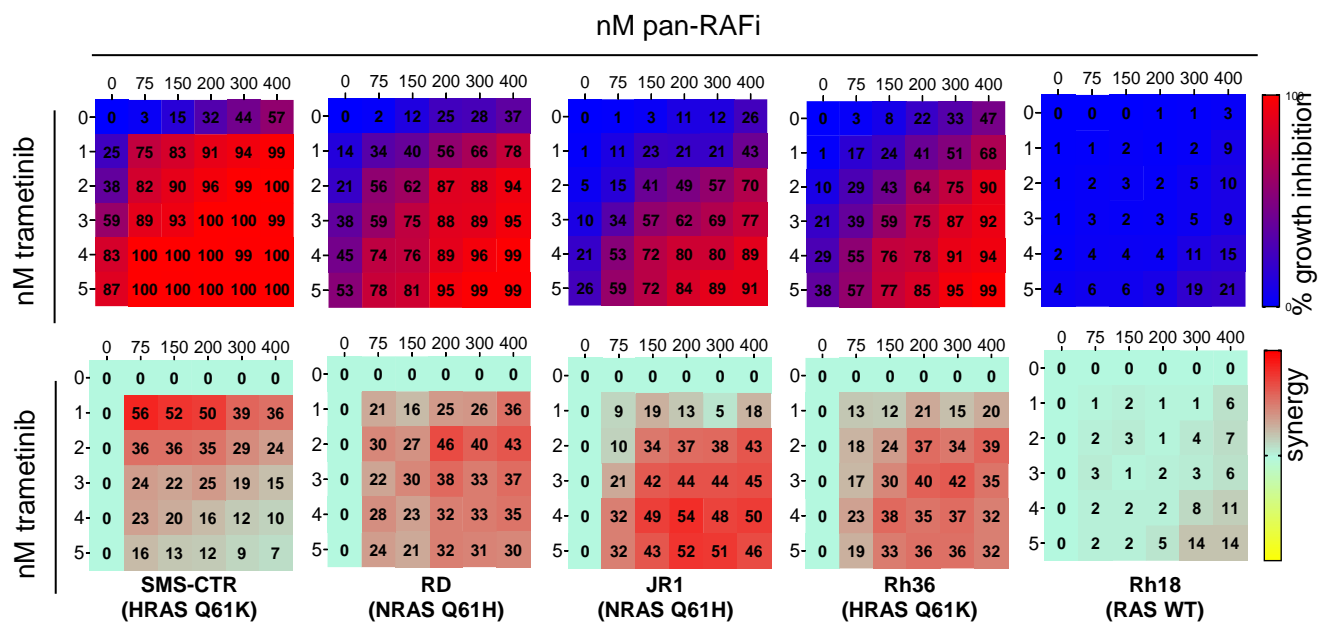 nM pan-RAFi
0 75 150 200 300 400 0 75 150 200 300 400 0 75 150 200 300 400 0 75 150 200 300 400 0 75 150 200 300 400
nM trametinib
0 0 3 15 32 44 57 0 0 2 12 25 28 37 0 0 1 3 11 12 26 0 0 3 8 22 33 47 0 0 0 0 1 1 3
1 25 75 83 91 94 99 1 14 34 40 56 66 78 1 1 11 23 21 21 43 1 1 17 24 41 51 68 1 1 1 2 1 2 9
2 38 82 90 96 99 100 2 21 56 62 87 88 94 2 5 15 41 49 57 70 2 10 29 43 64 75 90 2 1 2 3 2 5 10
3 59 89 93 100 100 99 3 38 59 75 88 89 95 3 10 34 57 62 69 77 3 21 39 59 75 87 92 3 1 3 2 3 5 9
4 83 100 100 100 99 100 4 45 74 76 89 96 99 4 21 53 72 80 80 89 4 29 55 76 78 91 94 4 2 4 4 4 11 15
5 87 100 100 100 100 100 5 53 78 81 95 99 99 5 26 59 72 84 89 91 5 38 57 77 85 95 99 5 4 6 6 9 19 21
100
0
% growth inhibition
0 75 150 200 300 400 0 75 150 200 300 400 0 75 150 200 300 400 0 75 150 200 300 400 0 75 150 200 300 400
nM trametinib
0 0 0 0 0 0 0 0 0 0 0 0 0 0 0 0 0 0 0 0 0 0 0 0 0 0 0 0 0 0 0 0 0 0 0 0
1 0 56 52 50 39 36 1 0 21 16 25 26 36 1 0 9 19 13 5 18 1 0 13 12 21 15 20 1 0 1 2 1 1 6
2 0 36 36 35 29 24 2 0 30 27 46 40 43 2 0 10 34 37 38 43 2 0 18 24 37 34 39 2 0 2 3 1 4 7
3 0 24 22 25 19 15 3 0 22 30 38 33 37 3 0 21 42 44 44 45 3 0 17 30 40 42 35 3 0 3 1 2 3 6
4 0 23 20 16 12 10 4 0 28 23 32 33 35 4 0 32 49 54 48 50 4 0 23 38 35 37 32 4 0 2 2 2 8 11
5 0 16 13 12 9 7 5 0 24 21 32 31 30 5 0 32 43 52 51 46 5 0 19 33 36 36 32 5 0 2 2 5 14 14
synergy
SMS-CTR RD JR1 Rh36 Rh18
(HRAS Q61K) (NRAS Q61H) (NRAS Q61H) (HRAS Q61K) (RAS WT)